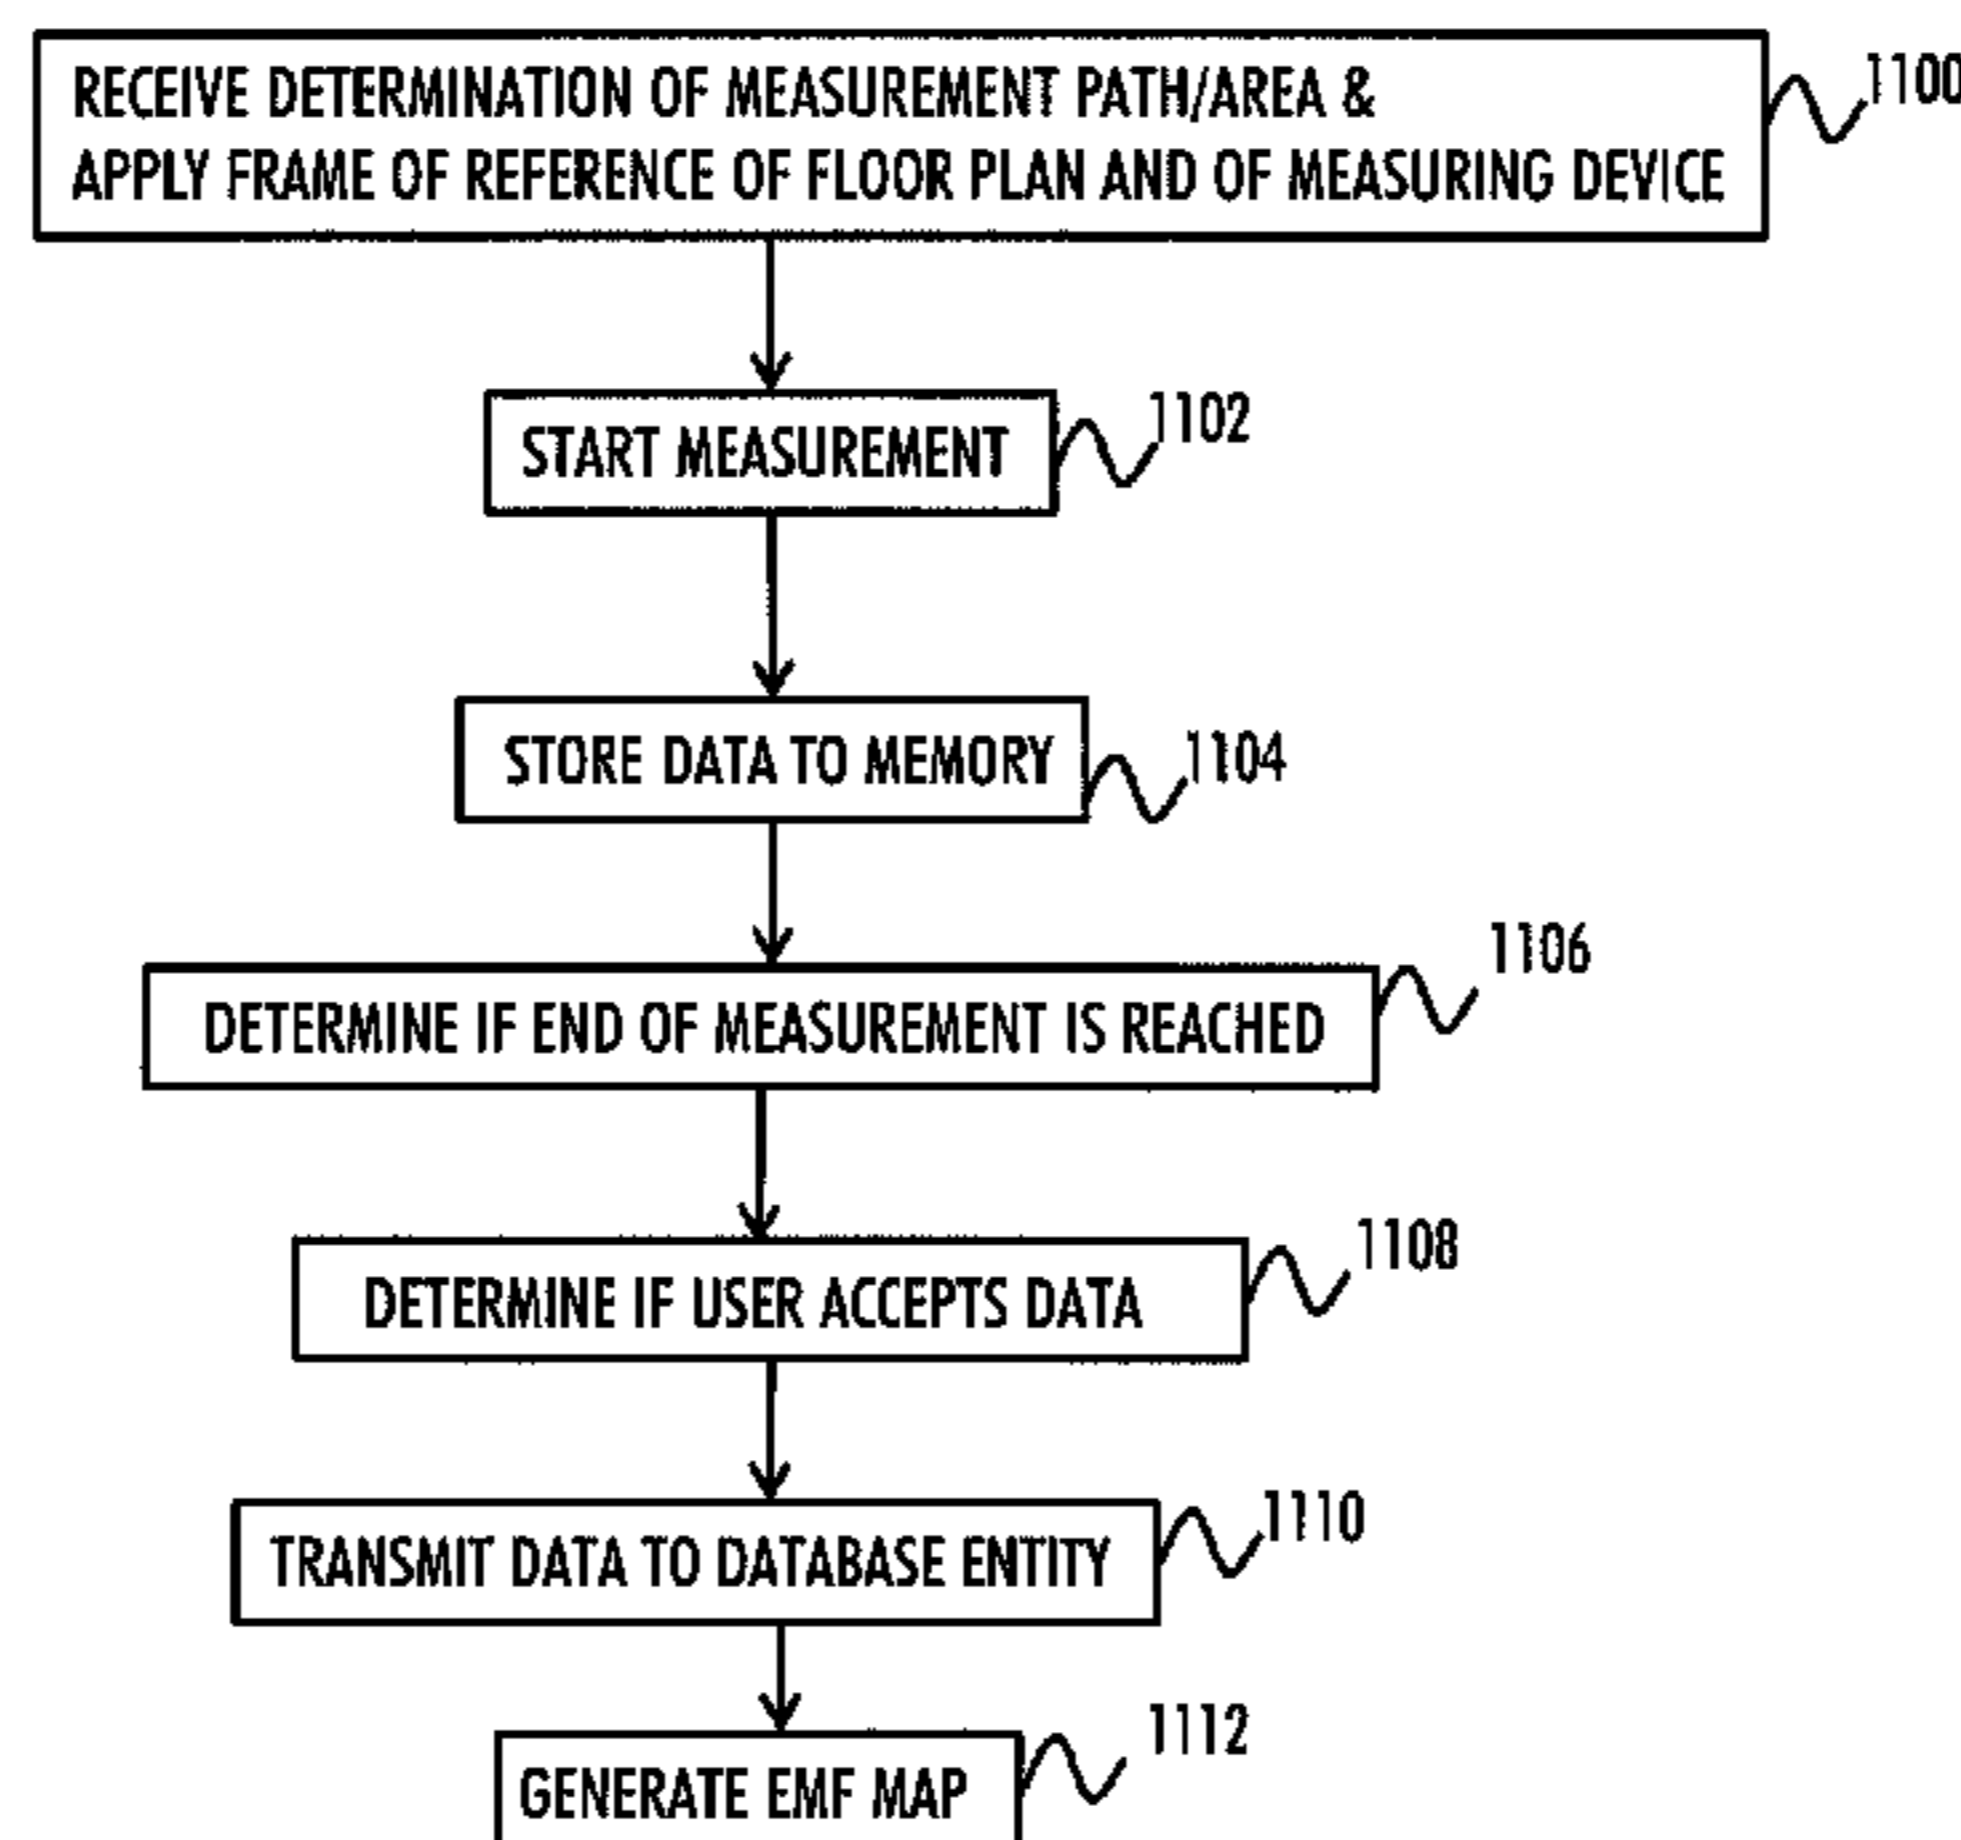 RECEIVE DETERMINATION OF MEASUREMENT PATH/AREA &
APPLY FRAME OF REFERENCE OF FLOOR PLAN AND OF MEASURING DEVICE
1100
START MEASUREMENT
1102
STORE DATA TO MEMORY
1104
DETERMINE IF END OF MEASUREMENT IS REACHED
1106
DETERMINE IF USER ACCEPTS DATA
1108
TRANSMIT DATA TO DATABASE ENTITY
1110
GENERATE EMF MAP
1112